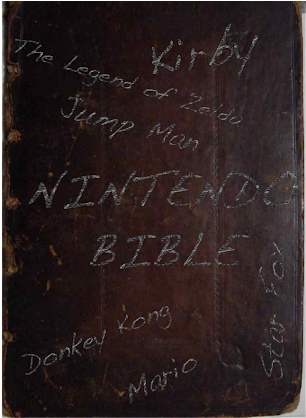 Kirby
The Legend of Zelda
Jump Man
NINTENDO
BIBLE
Star Fox
Donkey Kong
Mario